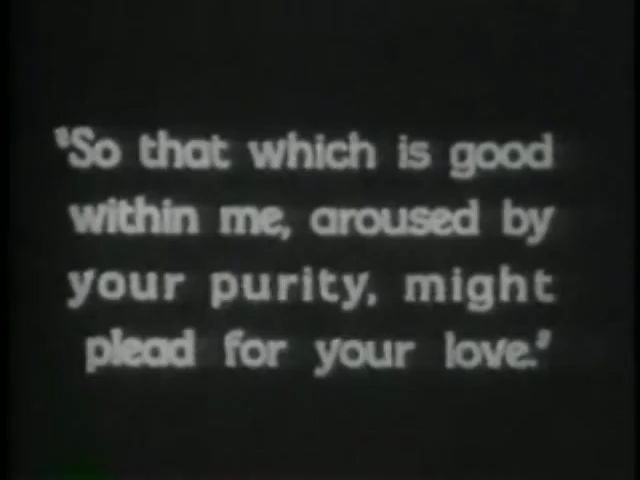 "So that which is good
within me, aroused by
your purity, might
plead for your love."